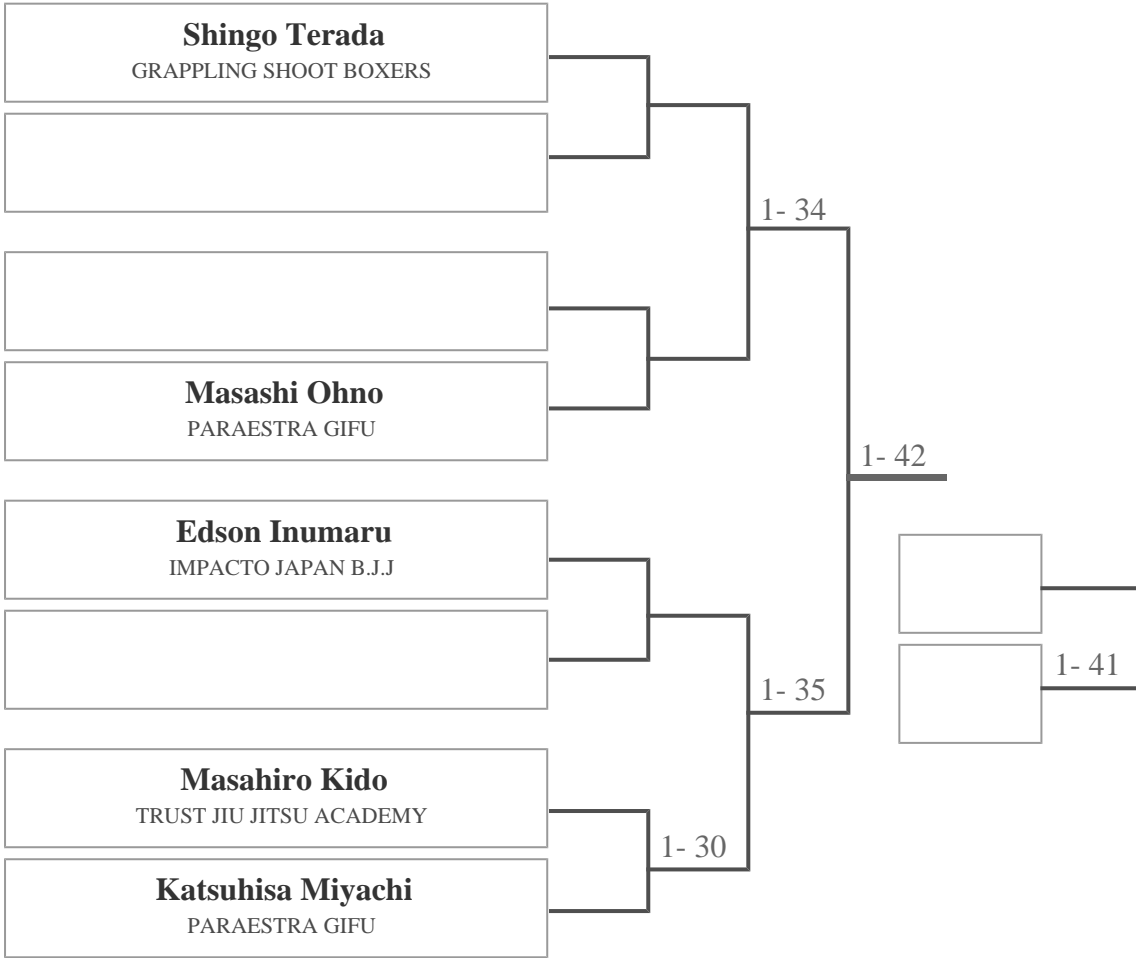 Shingo Terada
GRAPPLING SHOOT BOXERS
1- 34
Masashi Ohno
PARAESTRA GIFU
1- 42
Edson Inumaru
IMPACTO JAPAN B.J.J
1- 41
1- 35
Masahiro Kido
TRUST JIU JITSU ACADEMY
1- 30
Katsuhisa Miyachi
PARAESTRA GIFU